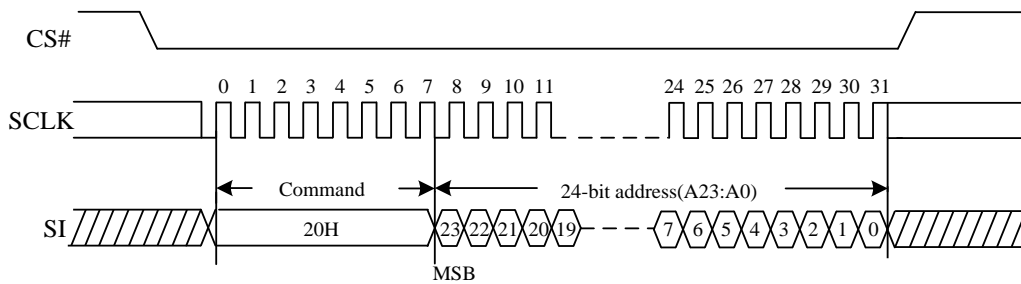 CS#
0 1 2 3 4 5 6 7 8 9 10 11 24 25 26 27 28 29 30 31
SCLK
Command 24-bit address(A23:A0)
SI 20H 23 22 21 20 19 7 6 5 4 3 2 1 0
MSB